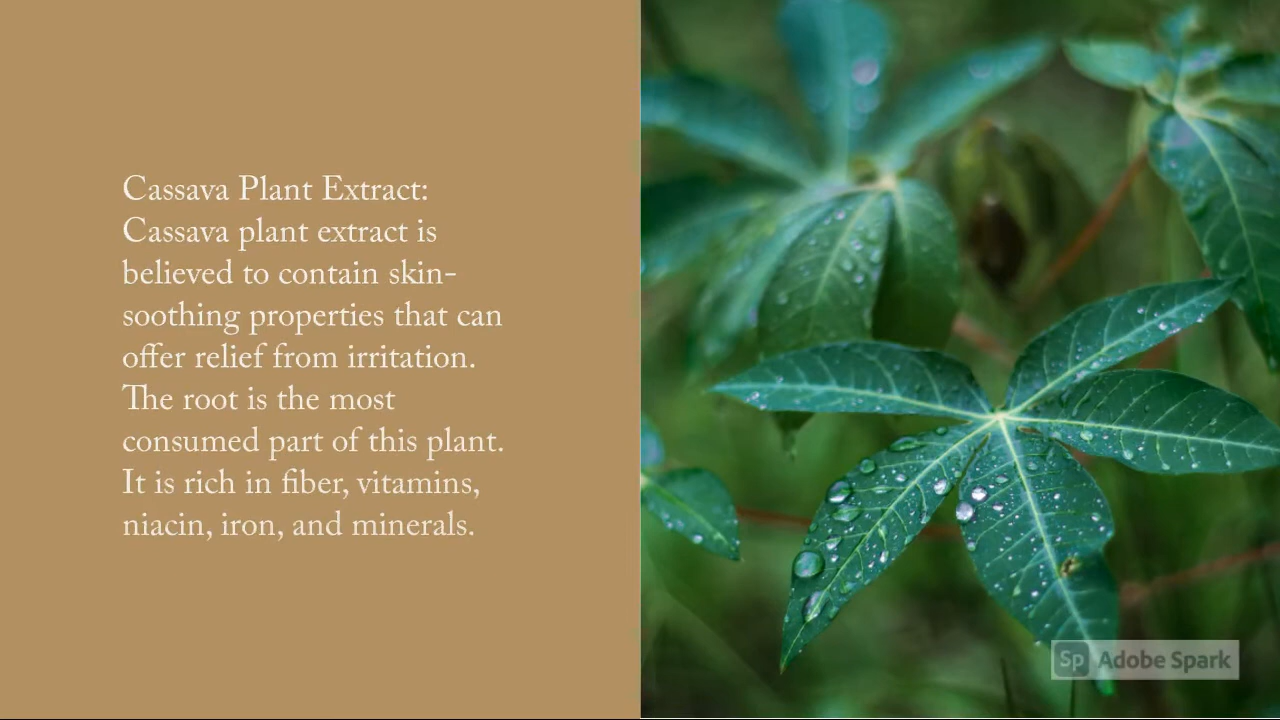 Cassava Plant Extract:
Cassava plant extract is
believed to contain skin-
soothing properties that can
offer relief from irritation.
The root is the most
consumed part of this plant.
It is rich in fiber, vitamins,
niacin, iron, and minerals.
Sp Adobe Spark